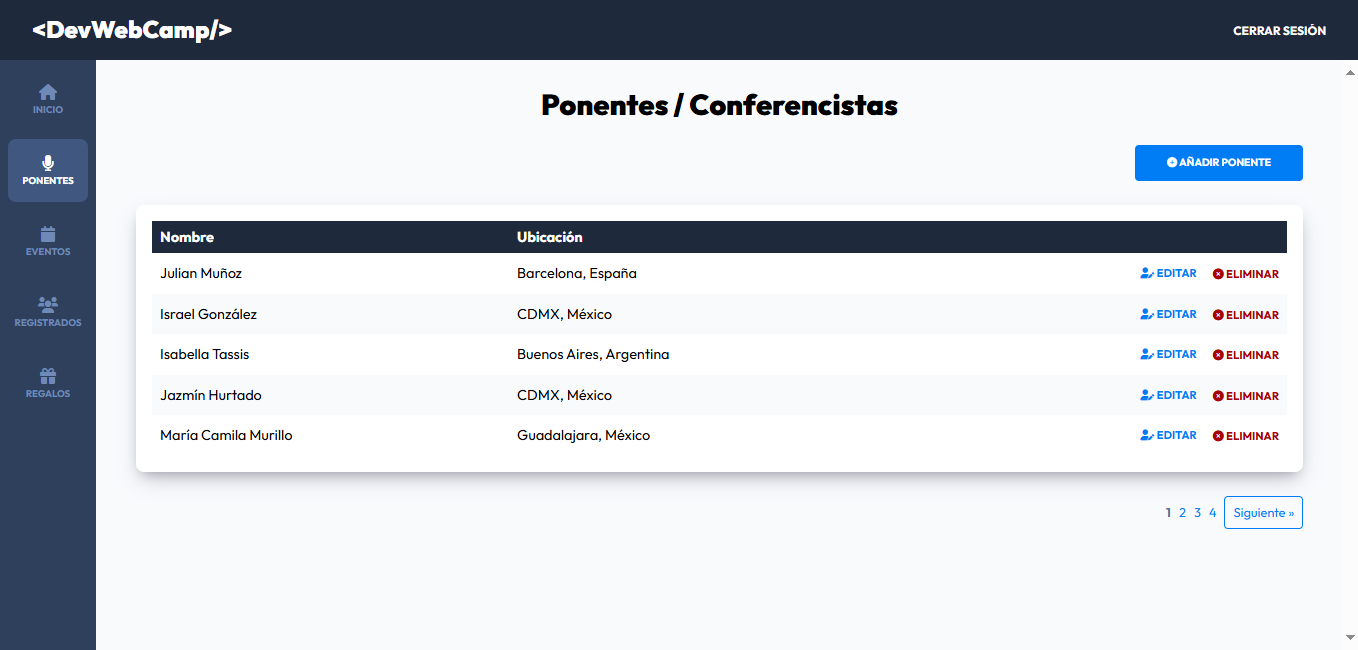 <DevWebCamp/>
CERRAR SESIÓN
INICIO
PONENTES
EVENTOS
REGISTRADOS
REGALOS
Ponentes / Conferencistas
AÑADIR PONENTE
Nombre Ubicación
Julian Muñoz Barcelona, España EDITAR ELIMINAR
Israel González CDMX, México EDITAR ELIMINAR
Isabella Tassis Buenos Aires, Argentina EDITAR ELIMINAR
Jazmín Hurtado CDMX, México EDITAR ELIMINAR
María Camila Murillo Guadalajara, México EDITAR ELIMINAR
1 2 3 4 Siguiente »